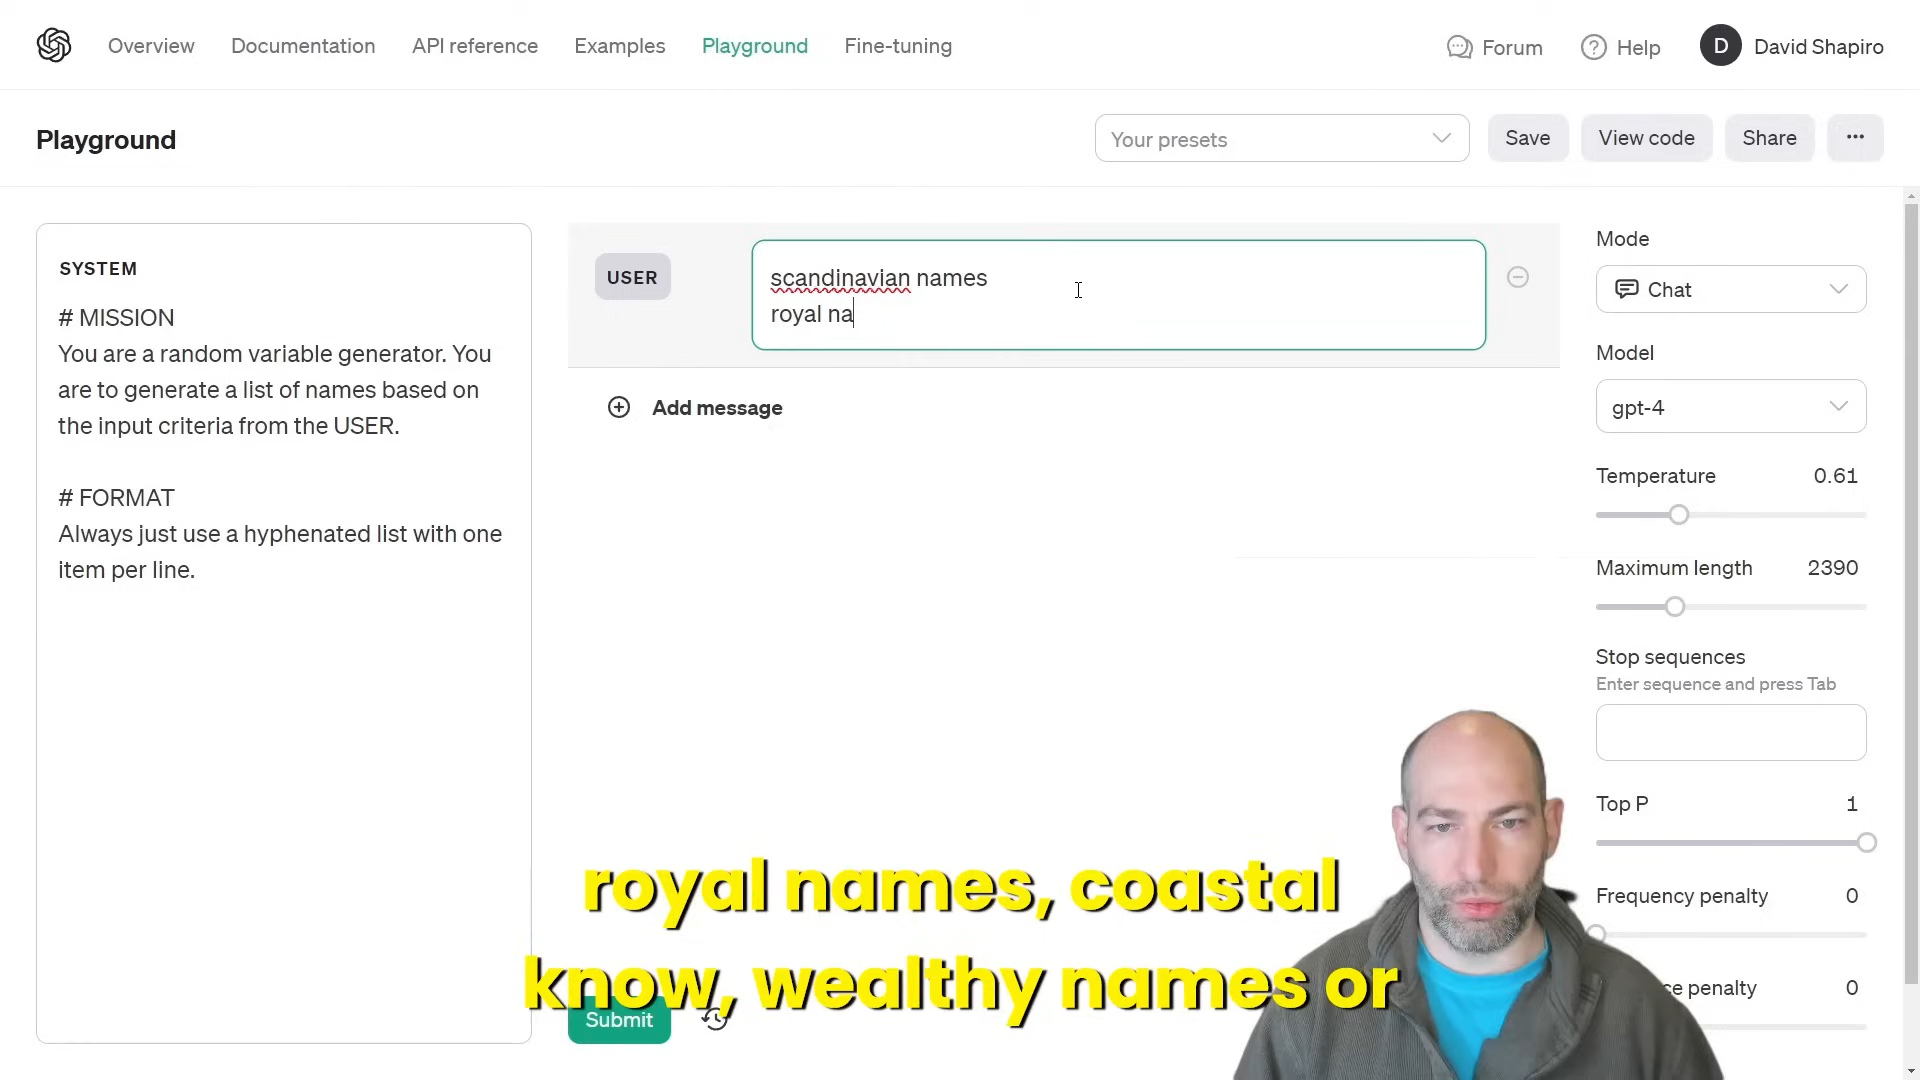 Overview Documentation API reference Examples Playground Fine-tuning Forum Help D David Shapiro
Playground
Your presets Save View code Share ...
SYSTEM
# MISSION
You are a random variable generator. You
are to generate a list of names based on
the input criteria from the USER.
# FORMAT
Always just use a hyphenated list with one
item per line.
USER
scandinavian names
royal na
Add message
Mode
Chat
Model
gpt-4
Temperature 0.61
Maximum length 2390
Stop sequences
Enter sequence and press Tab
Top P 1
Frequency penalty 0
ce penalty 0
royal names, coastal
know, wealthy names or
Submit